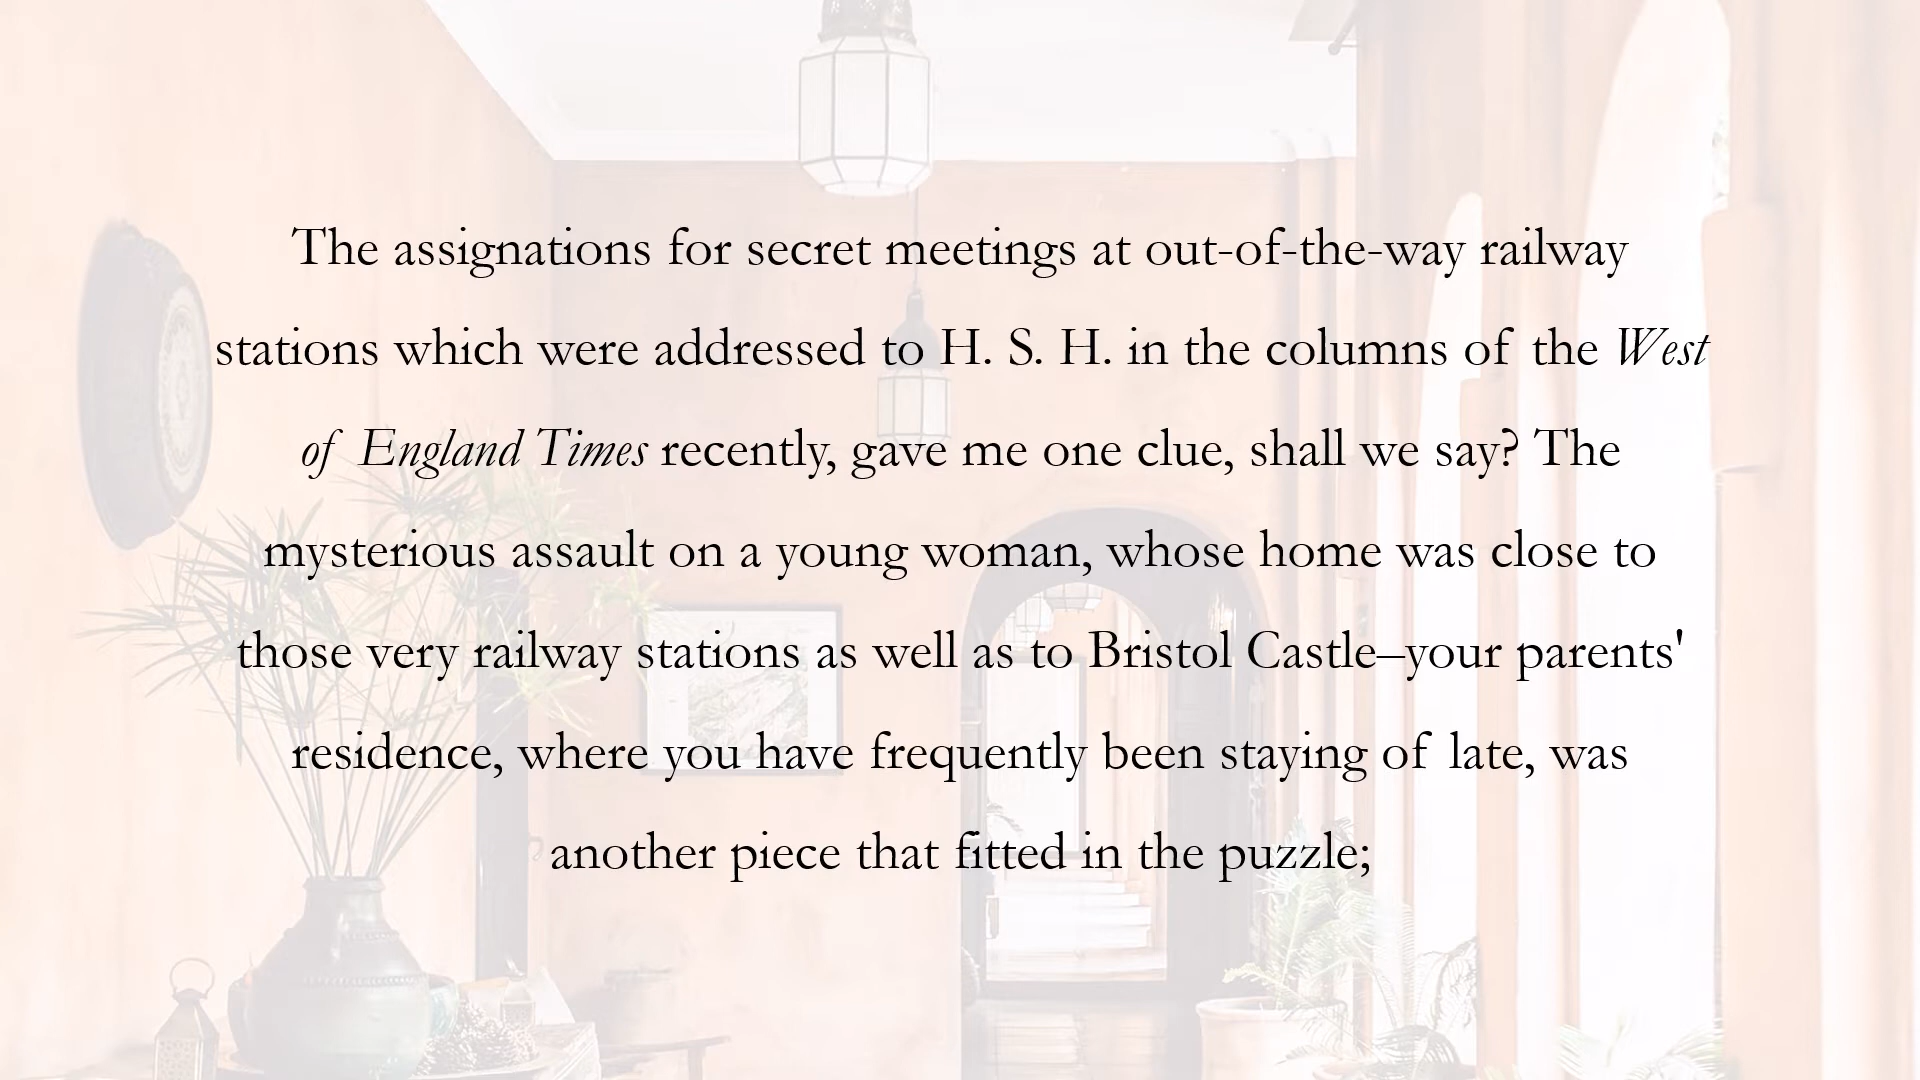 The assignations for secret meetings at out-of-the-way railway
stations which were addressed to H. S. H. in the columns of the West
of England Times recently, gave me one clue, shall we say? The
mysterious assault on a young woman, whose home was close to
those very railway stations as well as to Bristol Castle–your parents'
residence, where you have frequently been staying of late, was
another piece that fitted in the puzzle;